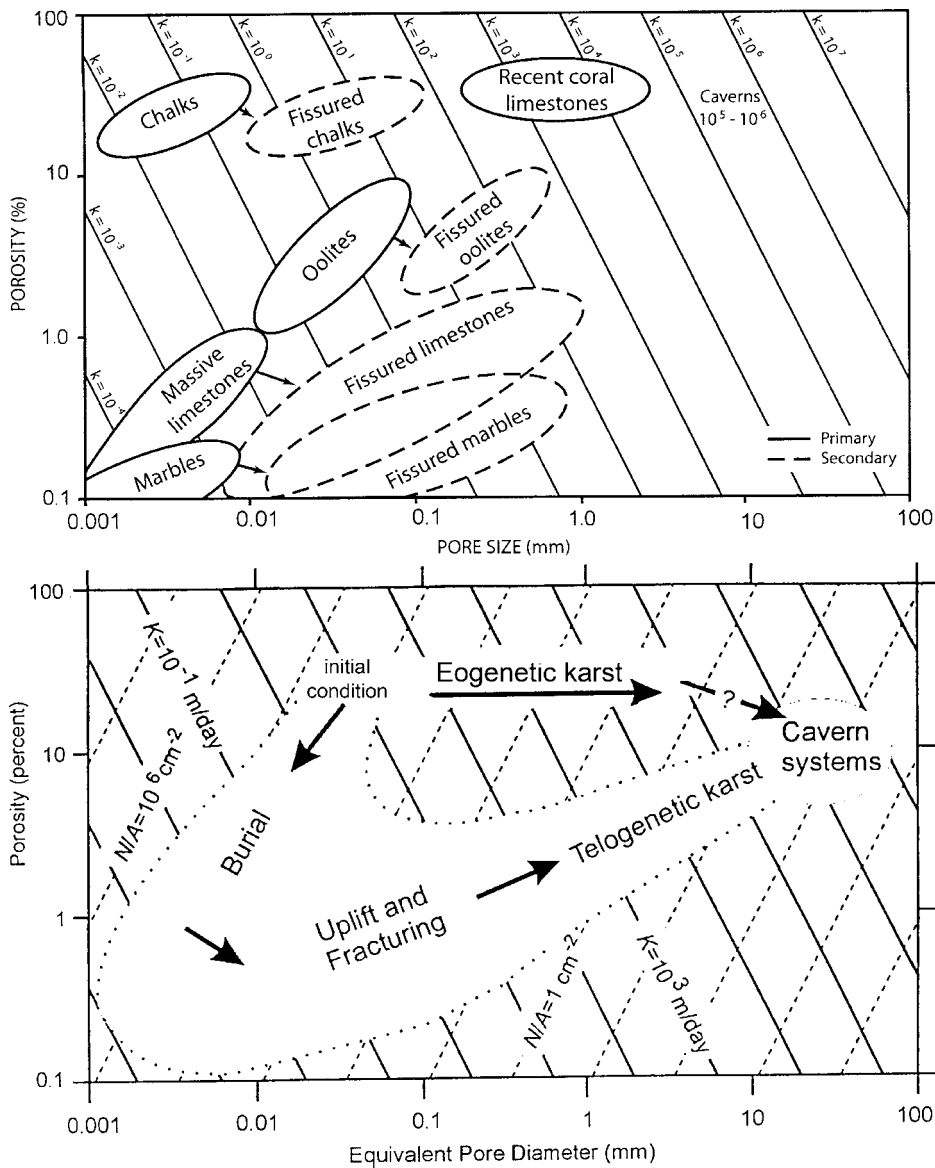 100
10
1.0
0.1
POROSITY (%)
k = 10⁻²
k = 10⁻¹
k = 10⁰
k = 10¹
k = 10²
k = 10³
k = 10⁴
k = 10⁵
k = 10⁶
k = 10⁷
k = 10⁻³
k = 10⁻⁴
Chalks
Fissured
chalks
Recent coral
limestones
Caverns
10⁵ - 10⁶
Oolites
Fissured
oolites
Massive
limestones
Fissured limestones
Marbles
Fissured marbles
Primary
Secondary
0.001
0.01
0.1
1.0
10
100
PORE SIZE (mm)
100
10
1
0.1
Porosity (percent)
K=10⁻¹ m/day
N/A=10⁶ cm⁻²
initial
condition
Eogenetic karst
?
Cavern
systems
Burial
Telogenetic karst
Uplift and
Fracturing
N/A=1 cm⁻²
K=10³ m/day
0.001
0.01
0.1
1
10
100
Equivalent Pore Diameter (mm)